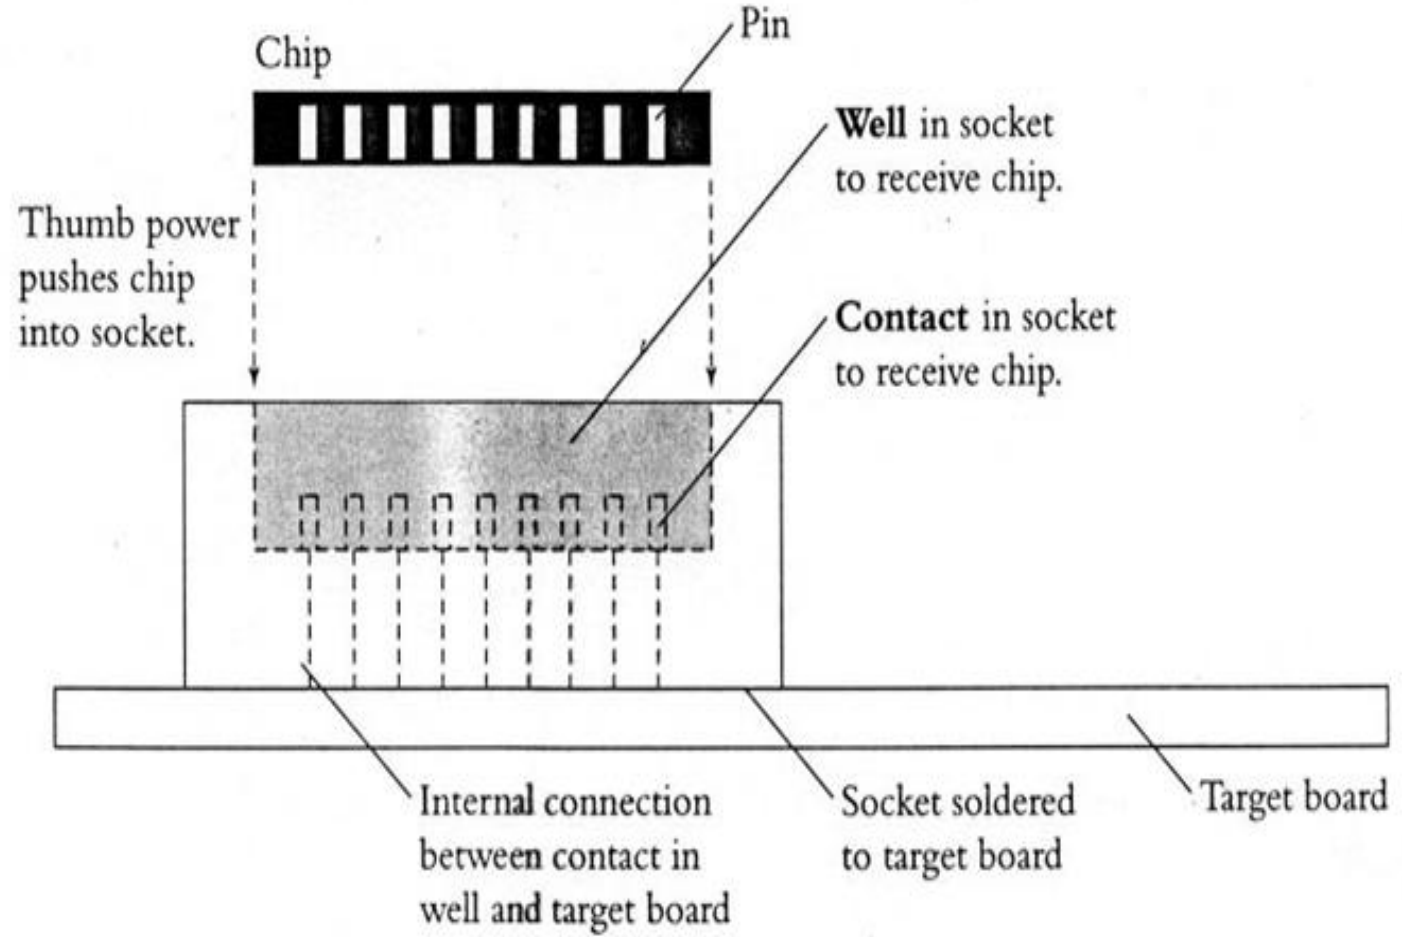 Pin
Chip
Well in socket
to receive chip.
Thumb power
pushes chip
into socket.
Contact in socket
to receive chip.
Internal connection
between contact in
well and target board
Socket soldered
to target board
Target board